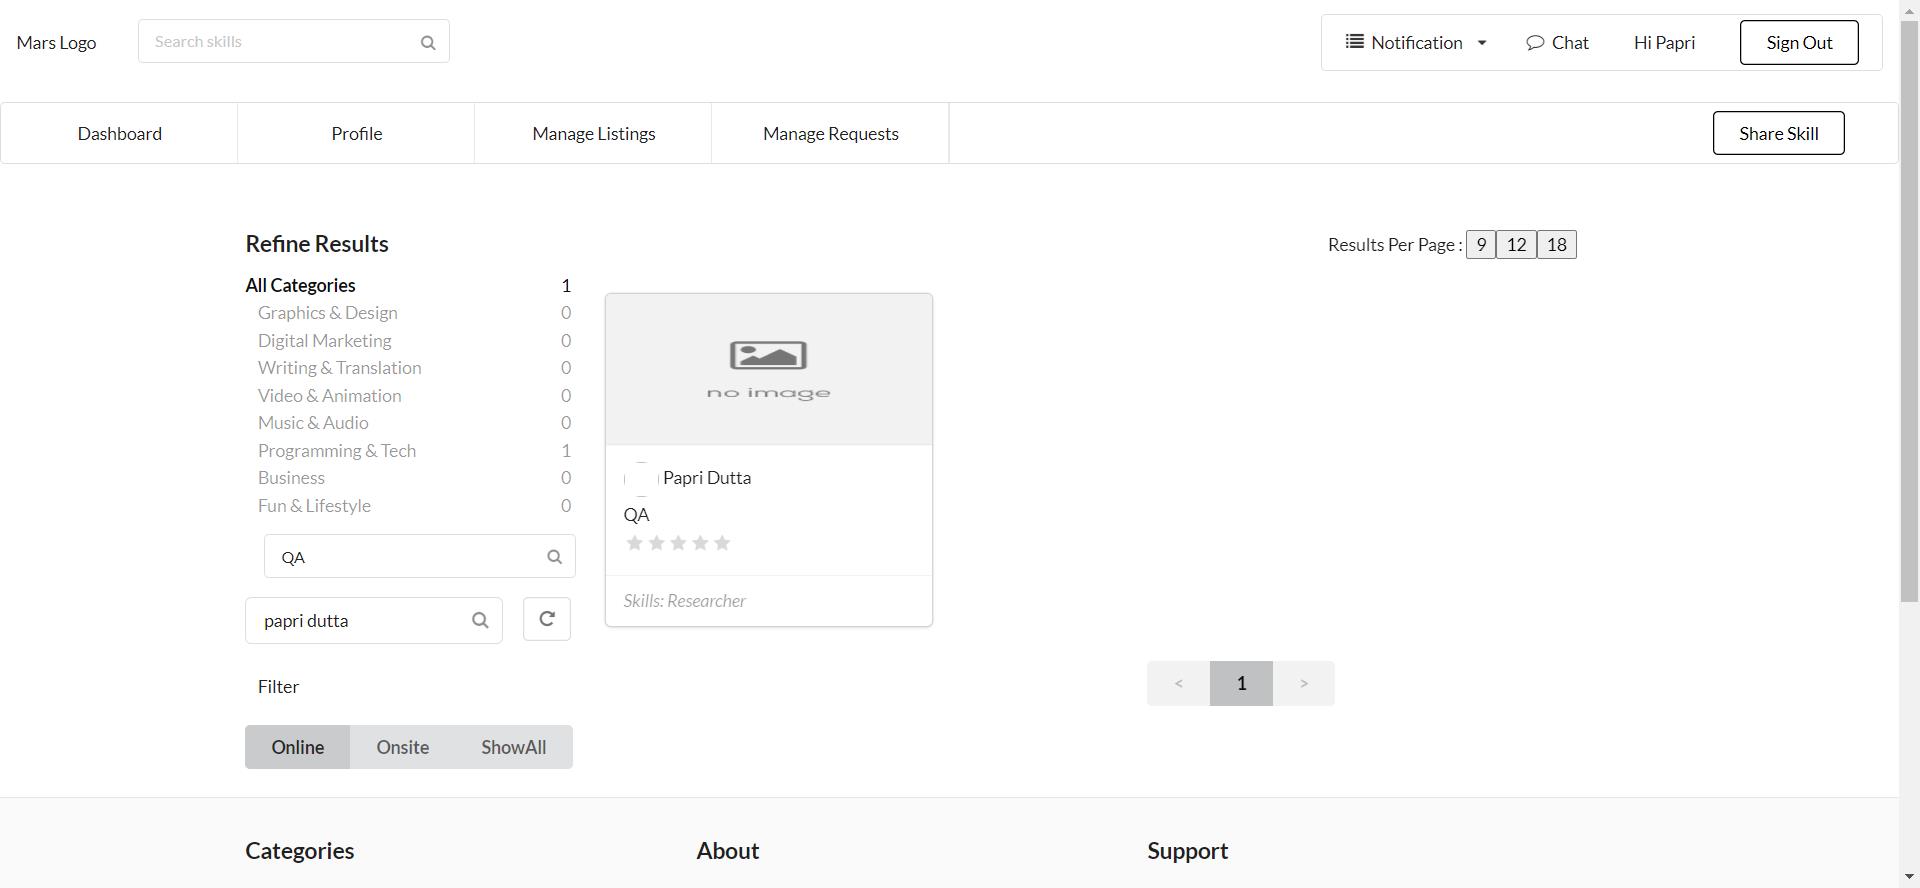 Mars Logo
Search skills
Notification
Chat
Hi Papri
Sign Out
Dashboard
Profile
Manage Listings
Manage Requests
Share Skill
Refine Results
Results Per Page : 9 12 18
All Categories 1
Graphics & Design 0
Digital Marketing 0
Writing & Translation 0
Video & Animation 0
Music & Audio 0
Programming & Tech 1
Business 0
Fun & Lifestyle 0
QA
papri dutta
Filter
Online Onsite ShowAll
no image
Papri Dutta
QA
Skills: Researcher
< 1 >
Categories
About
Support